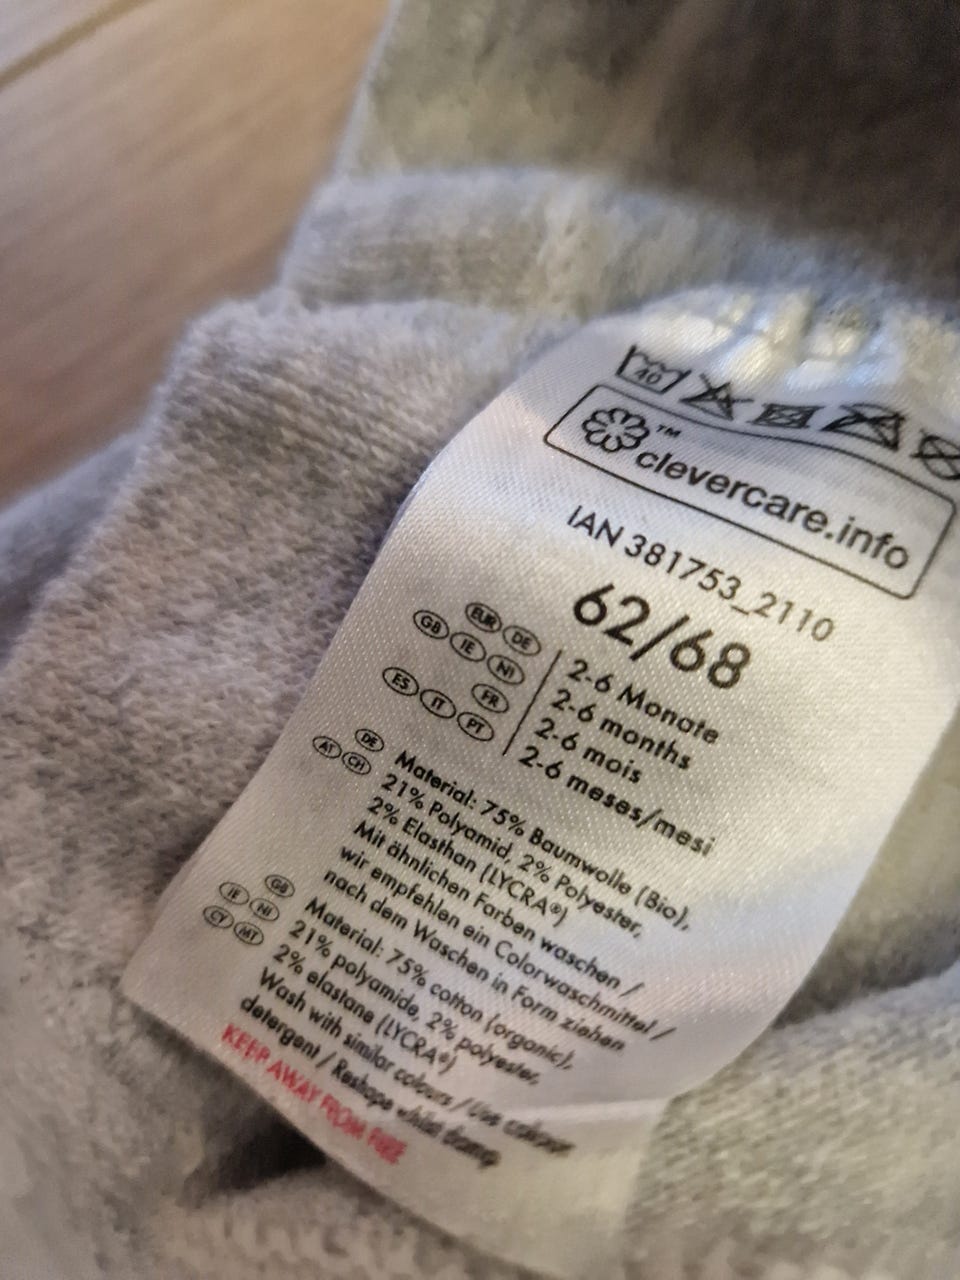 40
clevercare.info™
IAN 381753_2110
62/68
EUR DE
GB IE NI
FR
ES IT PT
2-6 Monate
2-6 months
2-6 mois
2-6 meses/mesi
DE
AT CH
Material: 75% Baumwolle (Bio),
21% Polyamid, 2% Polyester,
2% Elasthan (LYCRA®)
Mit ähnlichen Farben waschen /
wir empfehlen ein Colorwaschmittel /
nach dem Waschen in Form ziehen
GB
IE NI
CY MT
Material: 75% cotton (organic),
21% polyamide, 2% polyester,
2% elastane (LYCRA®)
Wash with similar colours / Use colour
detergent / Reshape whilst damp
KEEP AWAY FROM FIRE